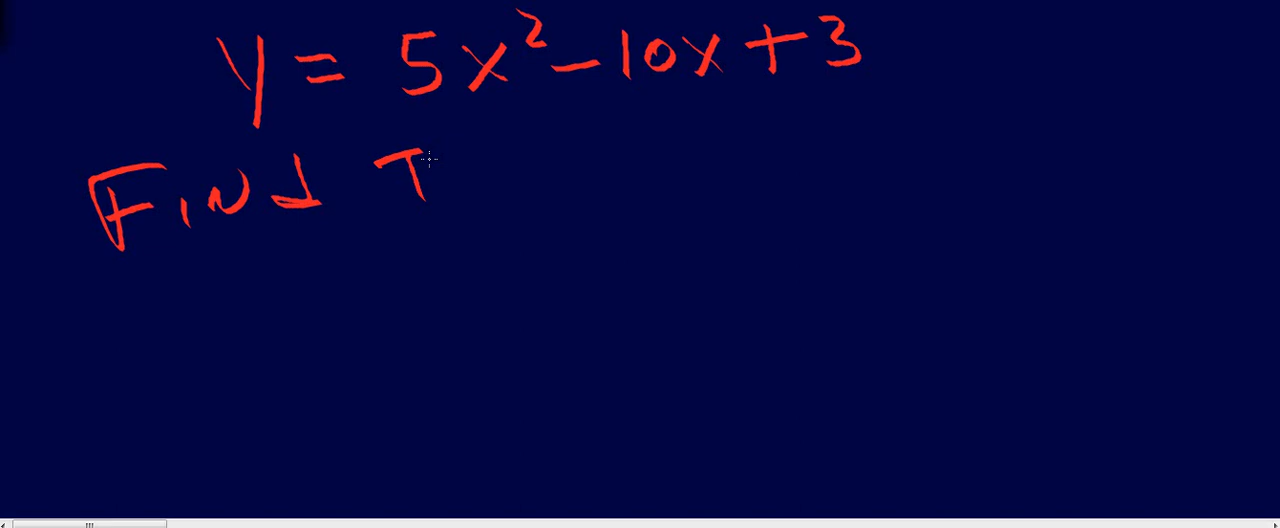 y = 5x² - 10x + 3
Find T